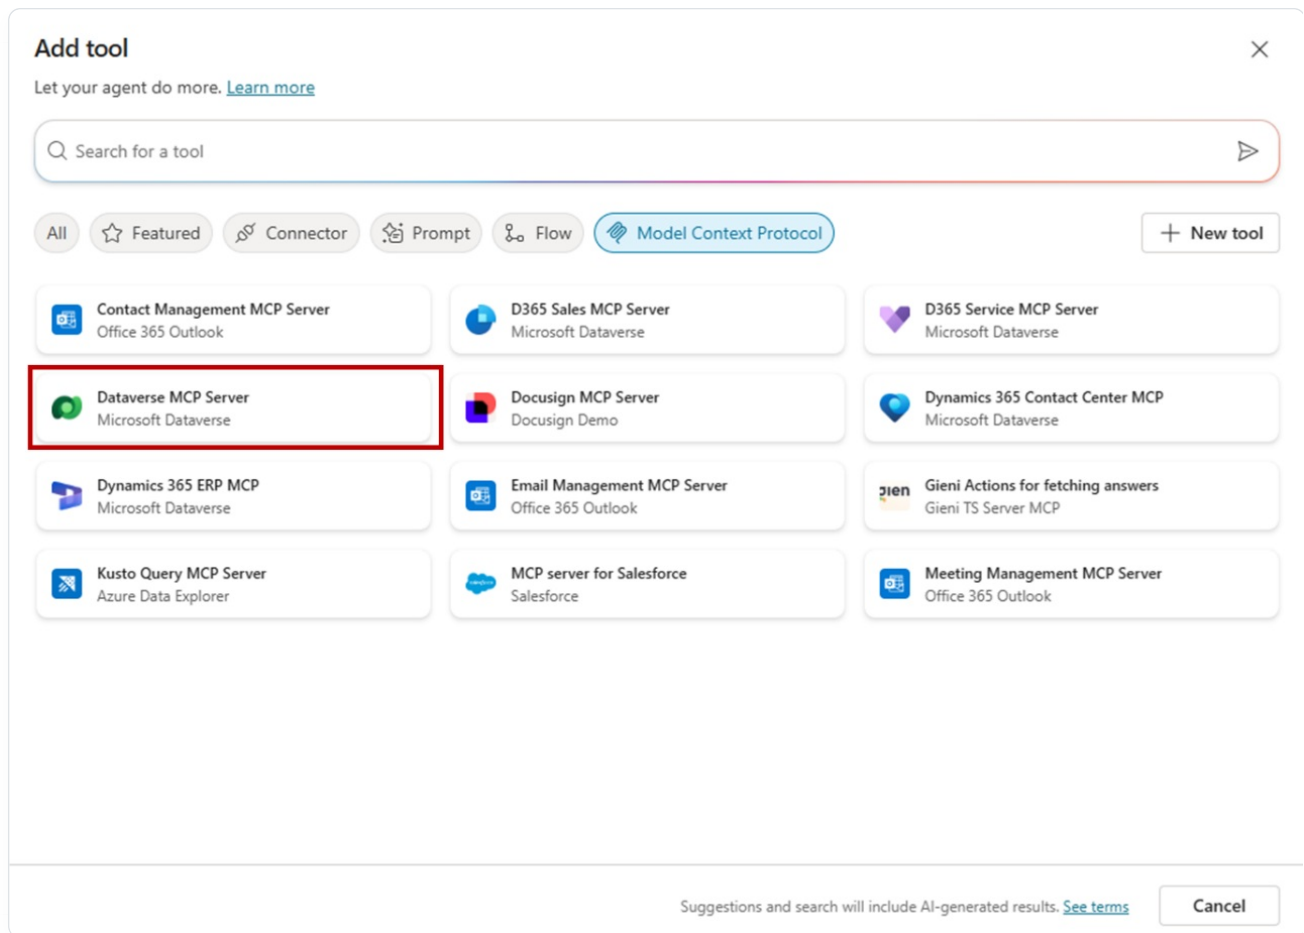 Add tool
Let your agent do more. Learn more
Search for a tool
All Featured Connector Prompt Flow Model Context Protocol New tool
Contact Management MCP Server
Office 365 Outlook
D365 Sales MCP Server
Microsoft Dataverse
D365 Service MCP Server
Microsoft Dataverse
Dataverse MCP Server
Microsoft Dataverse
Docusign MCP Server
Docusign Demo
Dynamics 365 Contact Center MCP
Microsoft Dataverse
Dynamics 365 ERP MCP
Microsoft Dataverse
Email Management MCP Server
Office 365 Outlook
gien
Gieni Actions for fetching answers
Gieni TS Server MCP
Kusto Query MCP Server
Azure Data Explorer
MCP server for Salesforce
Salesforce
Meeting Management MCP Server
Office 365 Outlook
Suggestions and search will include AI-generated results. See terms
Cancel